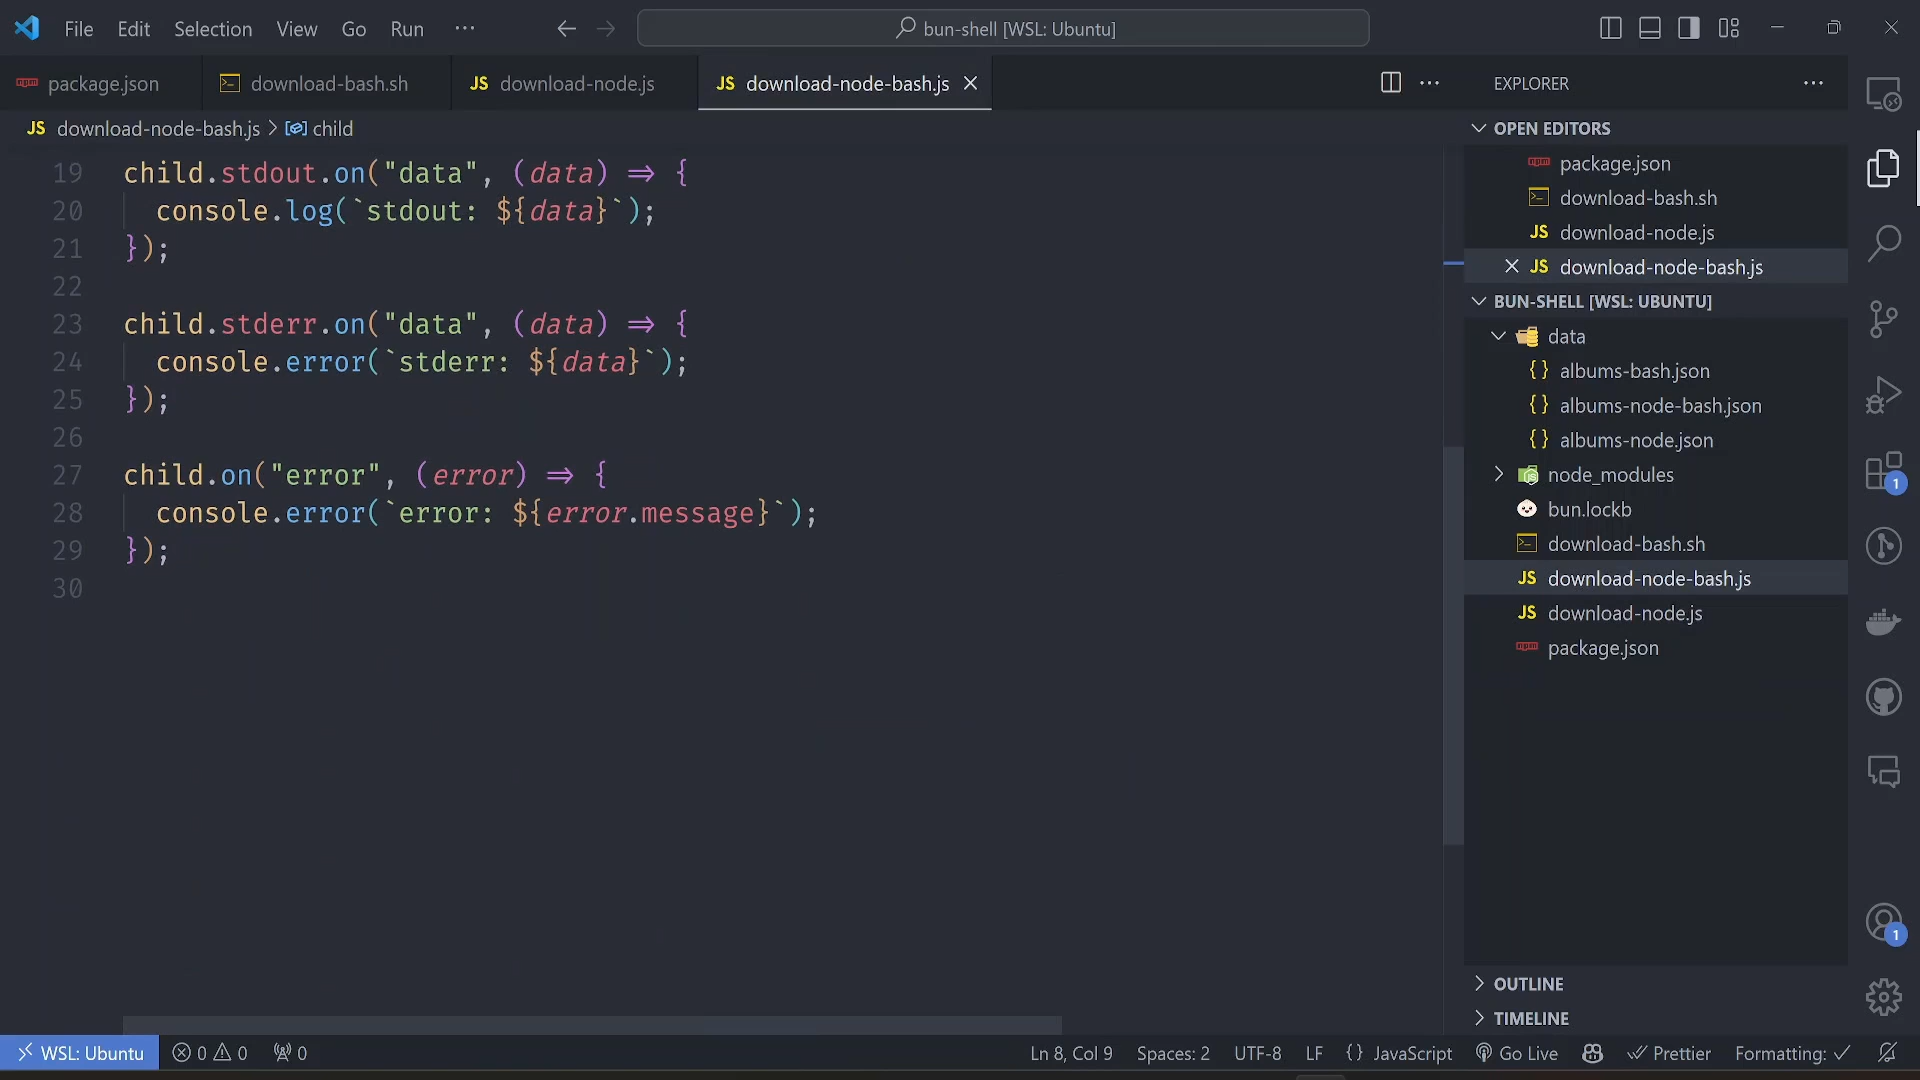 File Edit Selection View Go Run ··· bun-shell [WSL: Ubuntu]
package.json download-bash.sh JS download-node.js JS download-node-bash.js
JS download-node-bash.js > child
19 child.stdout.on("data", (data) => {
20 console.log(`stdout: ${data}`);
21 });
22
23 child.stderr.on("data", (data) => {
24 console.error(`stderr: ${data}`);
25 });
26
27 child.on("error", (error) => {
28 console.error(`error: ${error.message}`);
29 });
30
EXPLORER
OPEN EDITORS
package.json
download-bash.sh
JS download-node.js
JS download-node-bash.js
BUN-SHELL [WSL: UBUNTU]
data
{} albums-bash.json
{} albums-node-bash.json
{} albums-node.json
node_modules
bun.lockb
download-bash.sh
JS download-node-bash.js
JS download-node.js
package.json
OUTLINE
TIMELINE
1
1
WSL: Ubuntu 0 0 0 Ln 8, Col 9 Spaces: 2 UTF-8 LF {} JavaScript Go Live Prettier Formatting: ✓